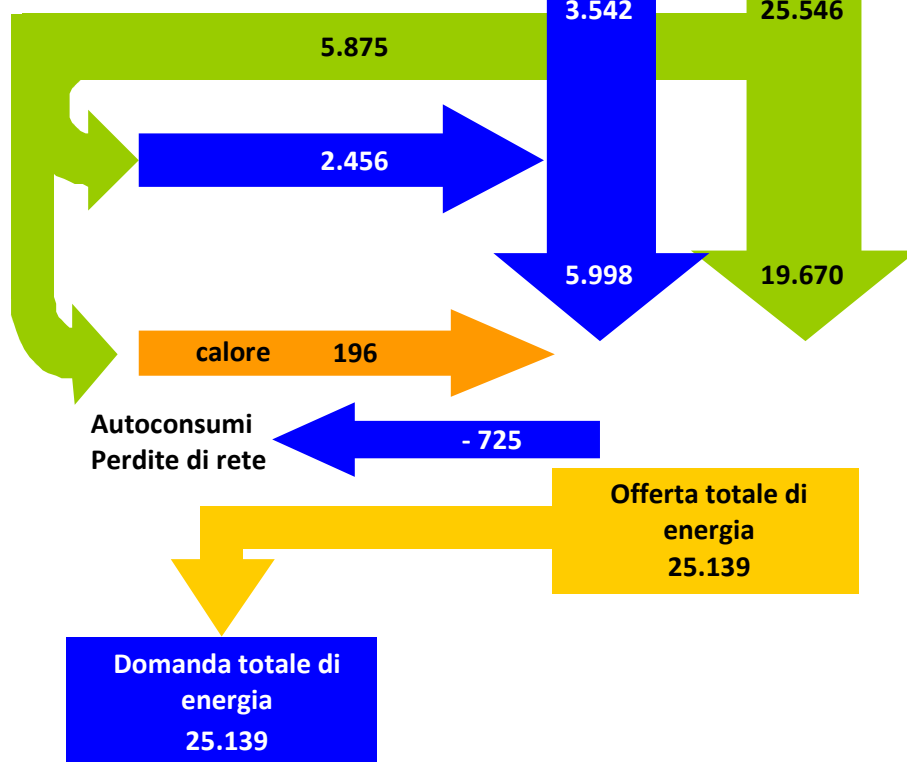 3.542
25.546
5.875
2.456
5.998
19.670
calore 196
Autoconsumi
Perdite di rete
- 725
Offerta totale di
energia
25.139
Domanda totale di
energia
25.139